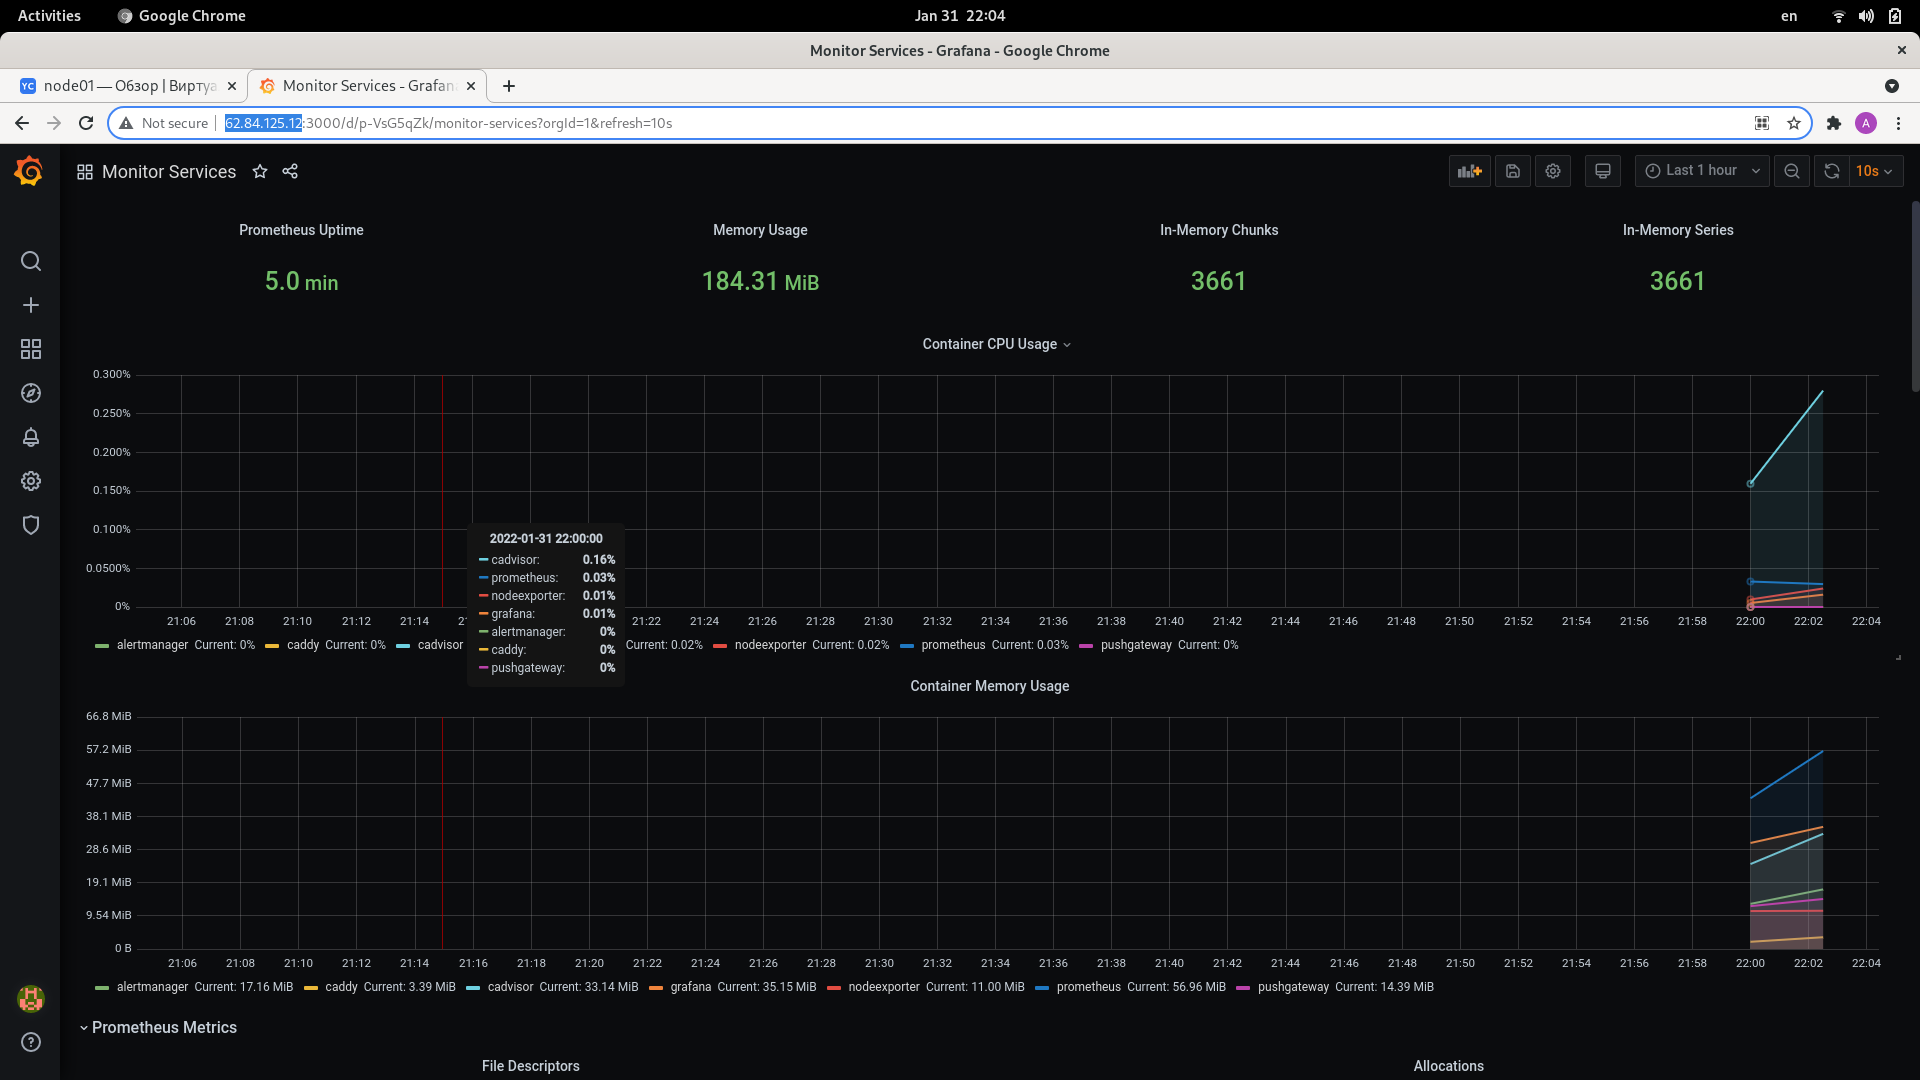 Activities Google Chrome Jan 31 22:04 en
Monitor Services - Grafana - Google Chrome
YC node01 — Обзор | Виртуа Monitor Services - Grafan
Not secure 62.84.125.12:3000/d/p-VsG5qZk/monitor-services?orgId=1&refresh=10s A
Monitor Services Last 1 hour 10s
Prometheus Uptime Memory Usage In-Memory Chunks In-Memory Series
5.0 min 184.31 MiB 3661 3661
Container CPU Usage
0.300%
0.250%
0.200%
0.150%
0.100%
0.0500%
0%
2022-01-31 22:00:00
cadvisor: 0.16%
prometheus: 0.03%
nodeexporter: 0.01%
grafana: 0.01%
alertmanager: 0%
caddy: 0%
pushgateway: 0%
21:06 21:08 21:10 21:12 21:14 21:22 21:24 21:26 21:28 21:30 21:32 21:34 21:36 21:38 21:40 21:42 21:44 21:46 21:48 21:50 21:52 21:54 21:56 21:58 22:00 22:02 22:04
alertmanager Current: 0% caddy Current: 0% cadvisor Current: 0.02% nodeexporter Current: 0.02% prometheus Current: 0.03% pushgateway Current: 0%
Container Memory Usage
66.8 MiB
57.2 MiB
47.7 MiB
38.1 MiB
28.6 MiB
19.1 MiB
9.54 MiB
0 B
21:06 21:08 21:10 21:12 21:14 21:16 21:18 21:20 21:22 21:24 21:26 21:28 21:30 21:32 21:34 21:36 21:38 21:40 21:42 21:44 21:46 21:48 21:50 21:52 21:54 21:56 21:58 22:00 22:02 22:04
alertmanager Current: 17.16 MiB caddy Current: 3.39 MiB cadvisor Current: 33.14 MiB grafana Current: 35.15 MiB nodeexporter Current: 11.00 MiB prometheus Current: 56.96 MiB pushgateway Current: 14.39 MiB
Prometheus Metrics
File Descriptors Allocations